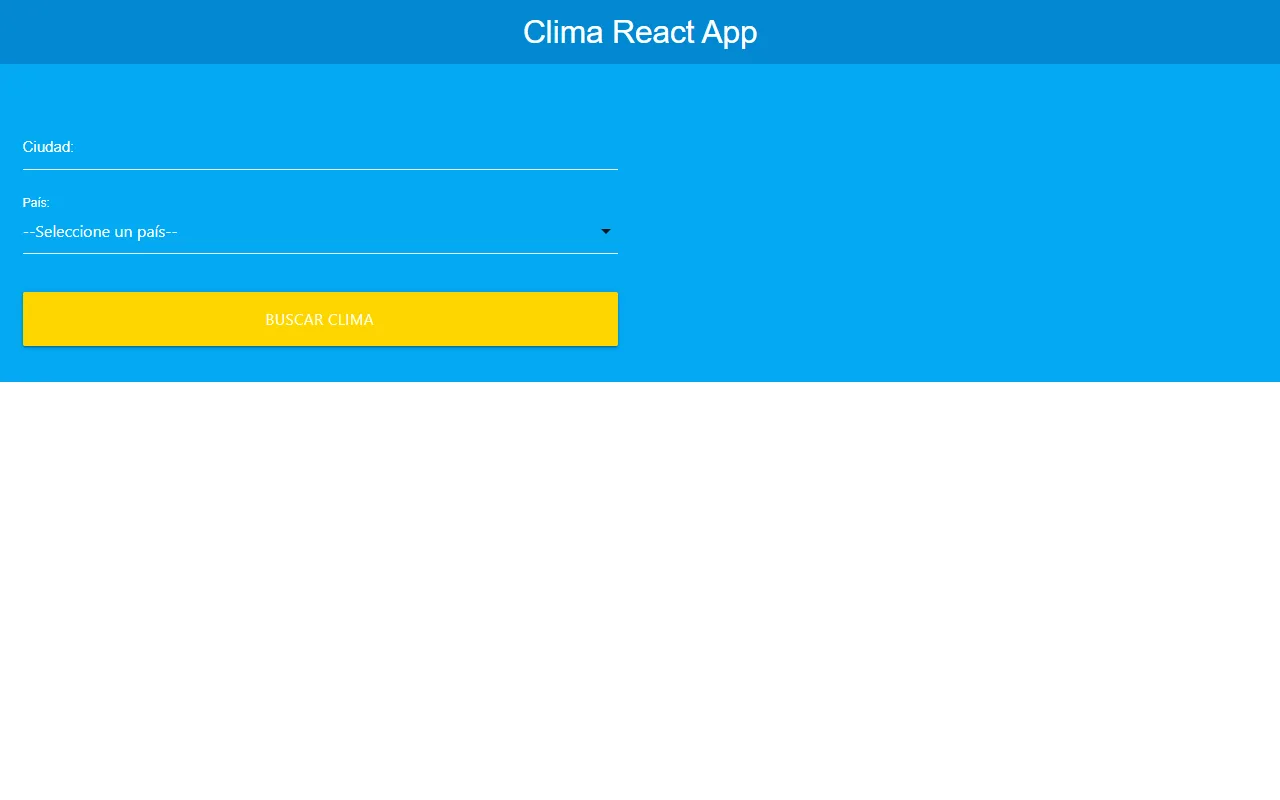 Clima React App
Ciudad:
País:
--Seleccione un país--
BUSCAR CLIMA